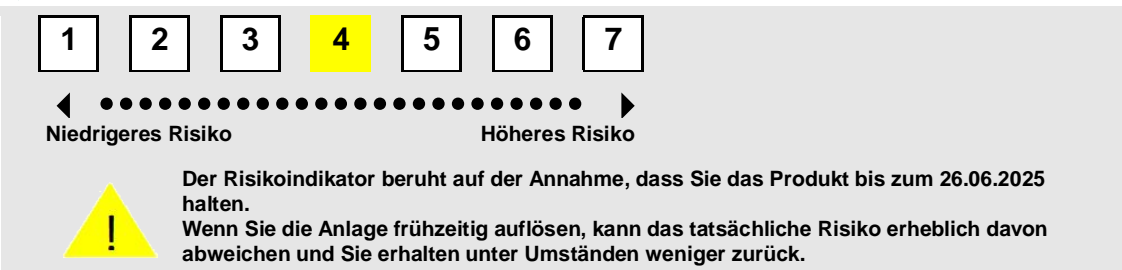 1 2 3 4 5 6 7
Niedrigeres Risiko Höheres Risiko
Der Risikoindikator beruht auf der Annahme, dass Sie das Produkt bis zum 26.06.2025
halten.
Wenn Sie die Anlage frühzeitig auflösen, kann das tatsächliche Risiko erheblich davon
abweichen und Sie erhalten unter Umständen weniger zurück.
!